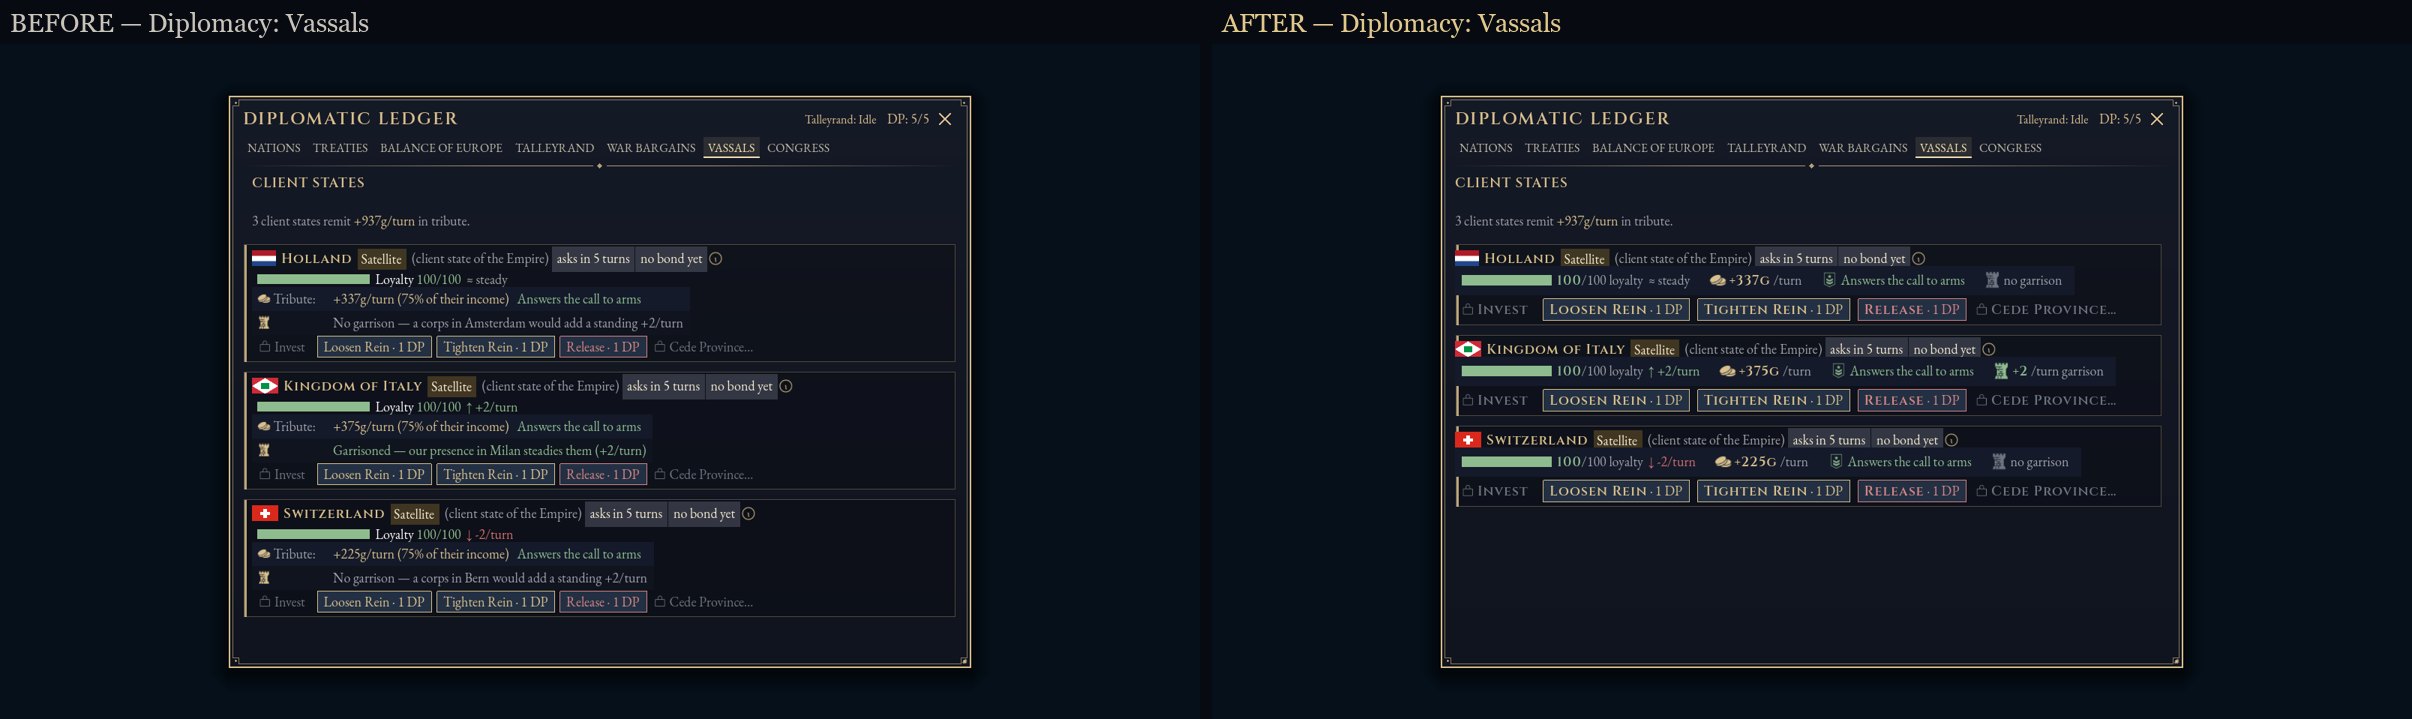 BEFORE — Diplomacy: Vassals
DIPLOMATIC LEDGER
Talleyrand: Idle DP: 5/5
NATIONS TREATIES BALANCE OF EUROPE TALLEYRAND WAR BARGAINS VASSALS CONGRESS
CLIENT STATES
3 client states remit +937g/turn in tribute.
HOLLAND Satellite (client state of the Empire) asks in 5 turns no bond yet
Loyalty 100/100 ≈ steady
Tribute: +337g/turn (75% of their income) Answers the call to arms
No garrison — a corps in Amsterdam would add a standing +2/turn
Invest Loosen Rein · 1 DP Tighten Rein · 1 DP Release · 1 DP Cede Province...
KINGDOM OF ITALY Satellite (client state of the Empire) asks in 5 turns no bond yet
Loyalty 100/100 ↑ +2/turn
Tribute: +375g/turn (75% of their income) Answers the call to arms
Garrisoned — our presence in Milan steadies them (+2/turn)
Invest Loosen Rein · 1 DP Tighten Rein · 1 DP Release · 1 DP Cede Province...
SWITZERLAND Satellite (client state of the Empire) asks in 5 turns no bond yet
Loyalty 100/100 ↓ -2/turn
Tribute: +225g/turn (75% of their income) Answers the call to arms
No garrison — a corps in Bern would add a standing +2/turn
Invest Loosen Rein · 1 DP Tighten Rein · 1 DP Release · 1 DP Cede Province...
AFTER — Diplomacy: Vassals
DIPLOMATIC LEDGER
Talleyrand: Idle DP: 5/5
NATIONS TREATIES BALANCE OF EUROPE TALLEYRAND WAR BARGAINS VASSALS CONGRESS
CLIENT STATES
3 client states remit +937g/turn in tribute.
HOLLAND Satellite (client state of the Empire) asks in 5 turns no bond yet
100/100 loyalty ≈ steady +337G /turn Answers the call to arms no garrison
INVEST LOOSEN REIN · 1 DP TIGHTEN REIN · 1 DP RELEASE · 1 DP CEDE PROVINCE...
KINGDOM OF ITALY Satellite (client state of the Empire) asks in 5 turns no bond yet
100/100 loyalty ↑ +2/turn +375G /turn Answers the call to arms +2 /turn garrison
INVEST LOOSEN REIN · 1 DP TIGHTEN REIN · 1 DP RELEASE · 1 DP CEDE PROVINCE...
SWITZERLAND Satellite (client state of the Empire) asks in 5 turns no bond yet
100/100 loyalty ↓ -2/turn +225G /turn Answers the call to arms no garrison
INVEST LOOSEN REIN · 1 DP TIGHTEN REIN · 1 DP RELEASE · 1 DP CEDE PROVINCE...